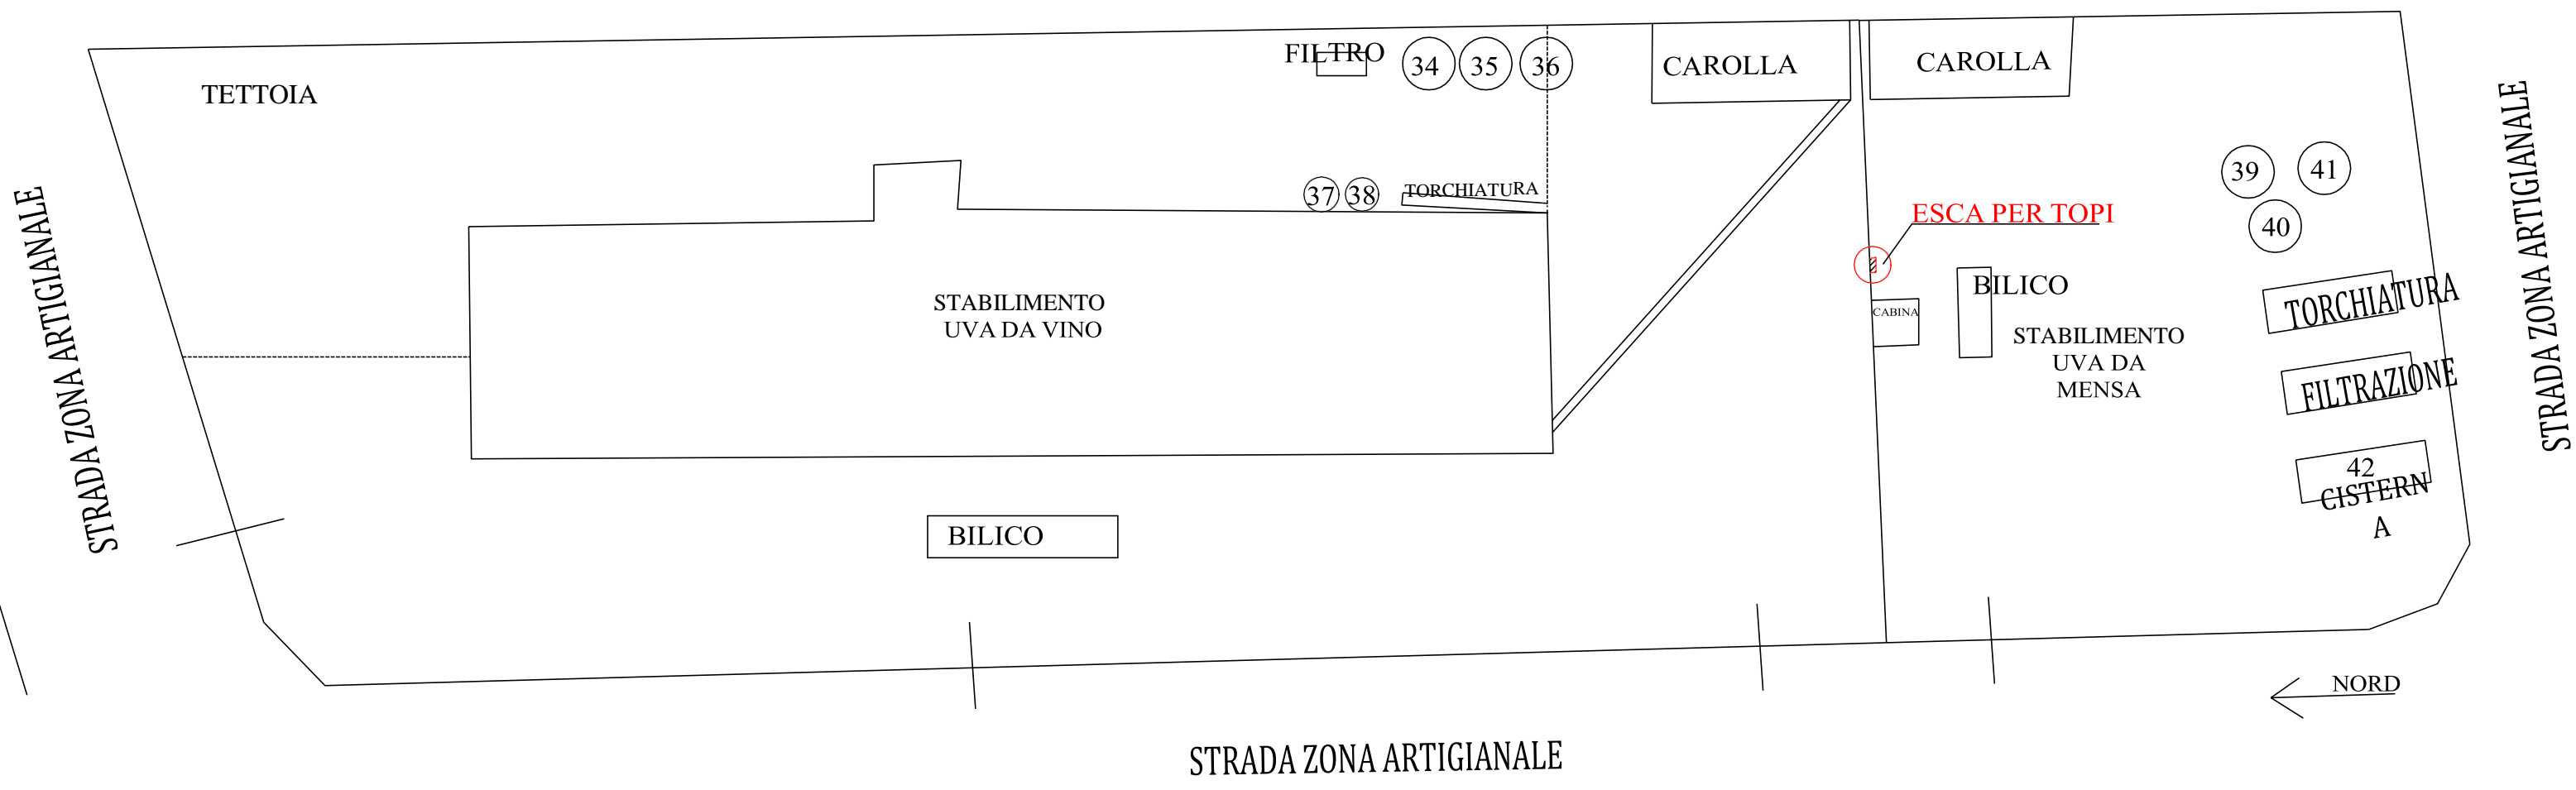 TETTOIA
FILTRO
34
35
36
CAROLLA
CAROLLA
STRADA ZONA ARTIGIANALE
37
38
TORCHIATURA
ESCA PER TOPI
39
41
40
STRADA ZONA ARTIGIANALE
STABILIMENTO
UVA DA VINO
CABINA
BILICO
STABILIMENTO
UVA DA
MENSA
TORCHIATURA
FILTRAZIONE
42
CISTERN
A
BILICO
NORD
STRADA ZONA ARTIGIANALE